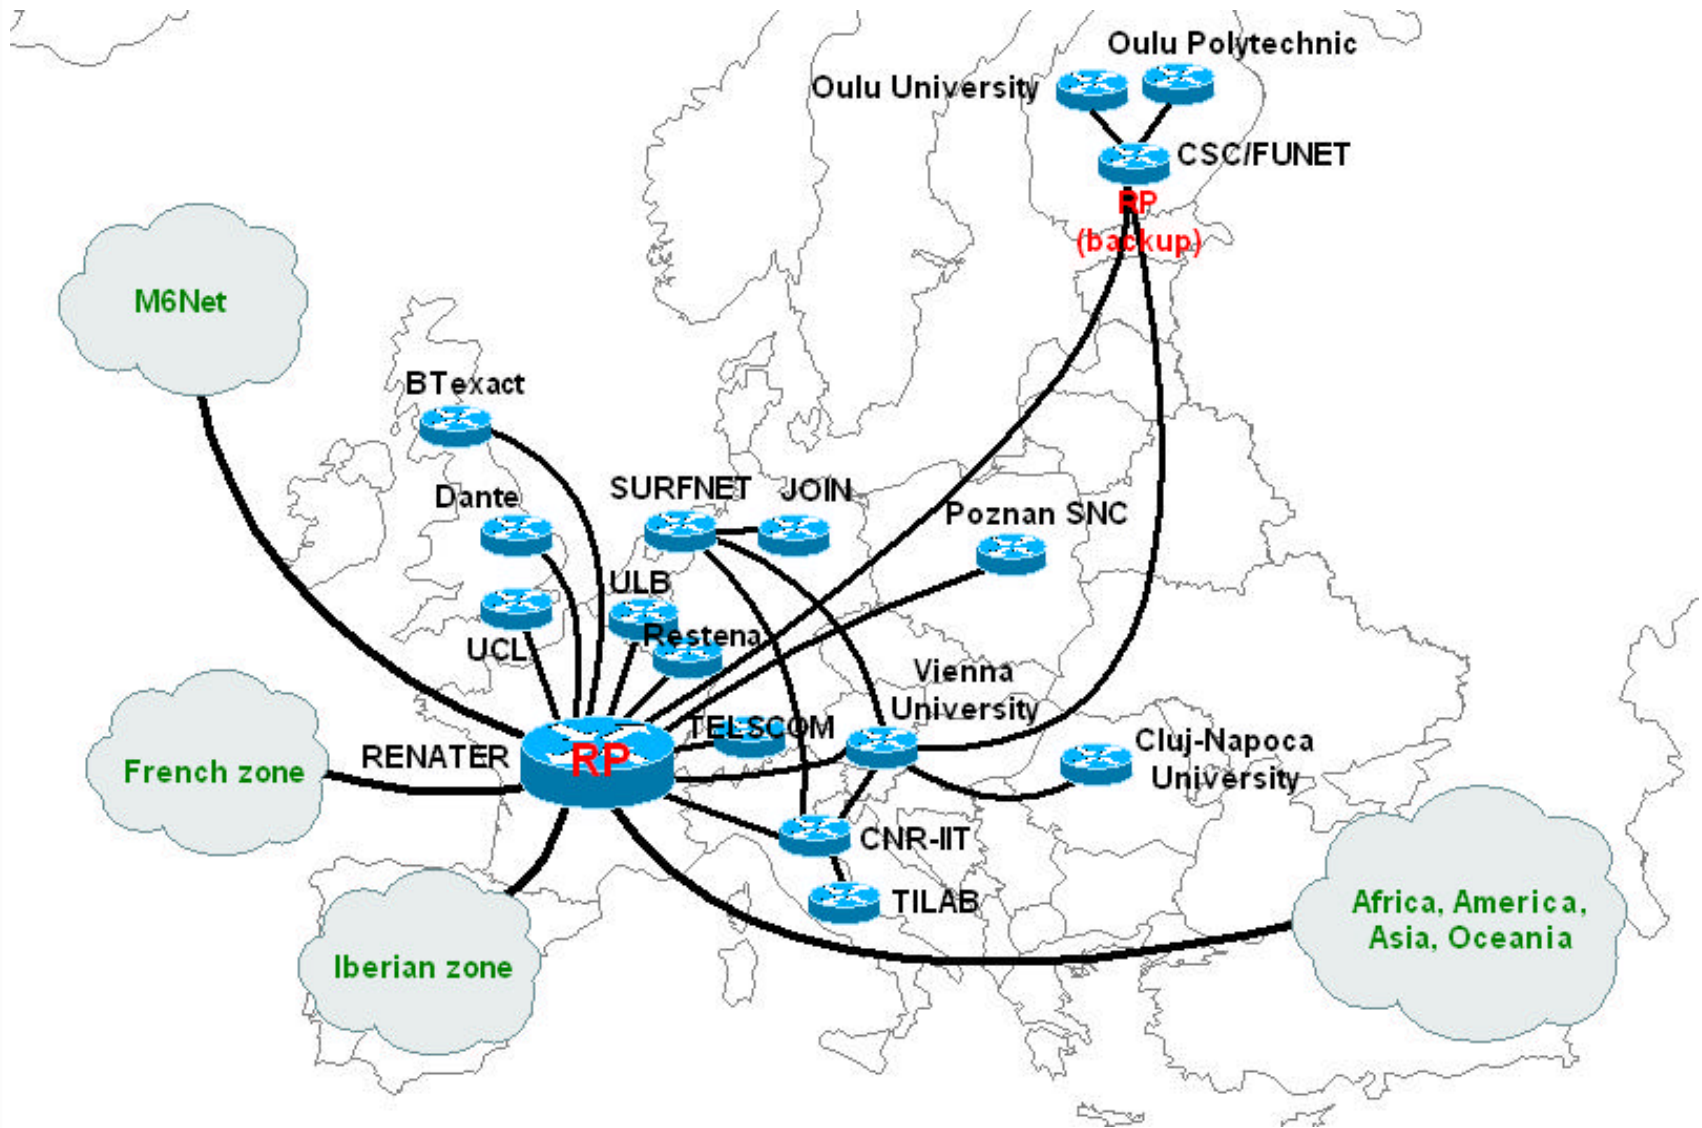 Oulu Polytechnic
Oulu University
CSC/FUNET
RP
(backup)
M6Net
BTexact
Dante
SURFNET
JOIN
Poznan SNC
ULB
Restena
UCL
Vienna
University
TELSCOM
RENATER
RP
French zone
Cluj-Napoca
University
CNR-IIT
TILAB
Africa, America,
Asia, Oceania
Iberian zone